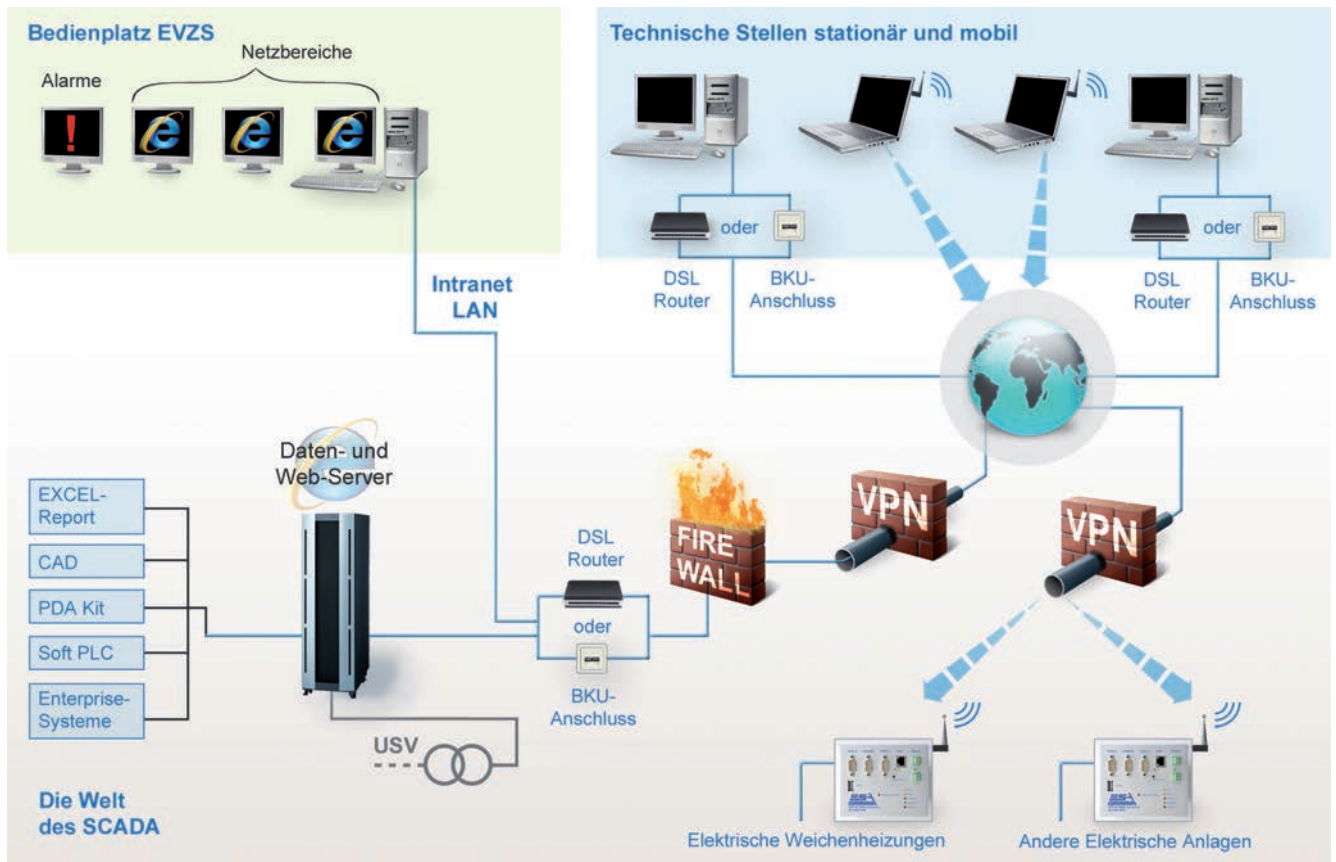 Bedienplatz EVZS
Netzbereiche
Alarme
!
Technische Stellen stationär und mobil
oder
DSL
Router
BKU-
Anschluss
oder
DSL
Router
BKU-
Anschluss
Intranet
LAN
Daten- und
Web-Server
EXCEL-
Report
CAD
PDA Kit
Soft PLC
Enterprise-
Systeme
DSL
Router
oder
BKU-
Anschluss
FIRE
WALL
VPN
VPN
USV
Die Welt
des SCADA
Elektrische Weichenheizungen
Andere Elektrische Anlagen